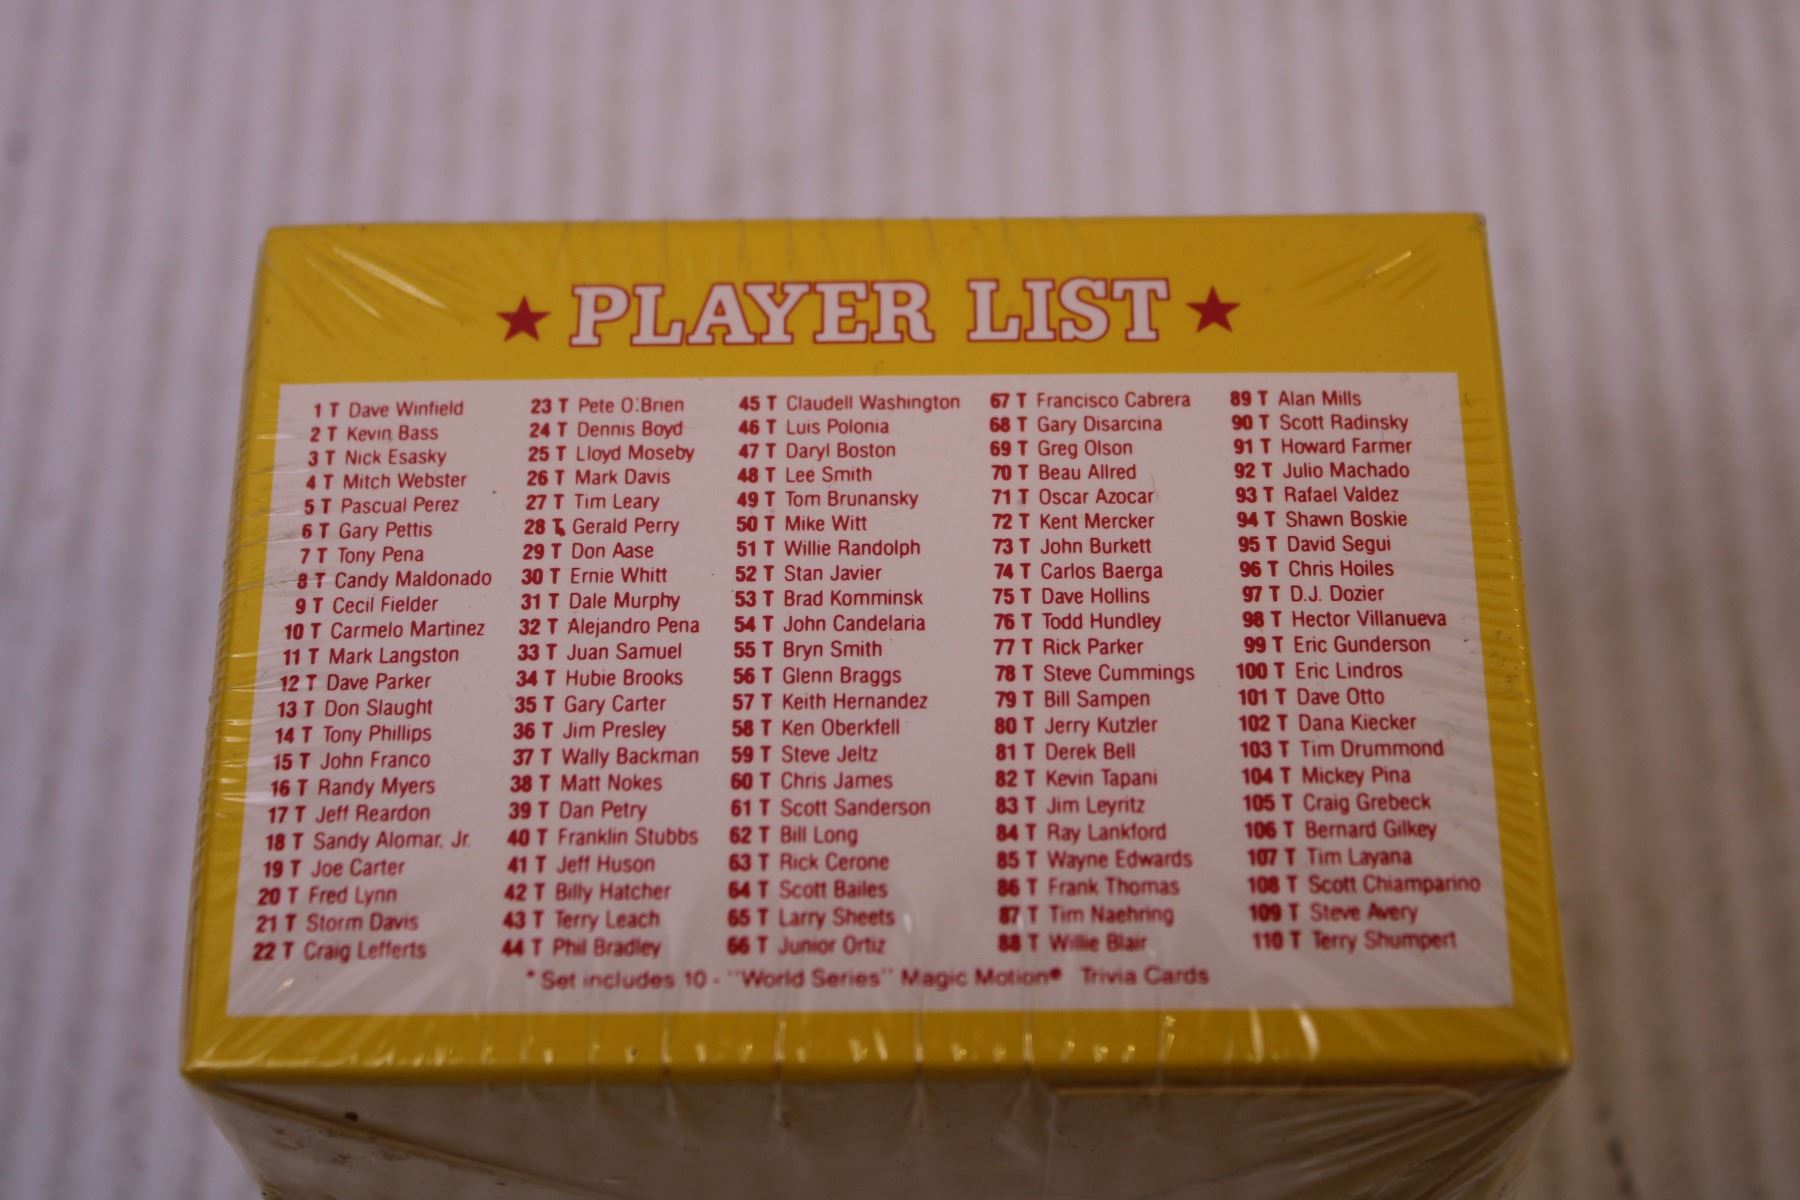 ★ PLAYER LIST ★
1 T Dave Winfield
2 T Kevin Bass
3 T Nick Esasky
4 T Mitch Webster
5 T Pascual Perez
6 T Gary Pettis
7 T Tony Pena
8 T Candy Maldonado
9 T Cecil Fielder
10 T Carmelo Martinez
11 T Mark Langston
12 T Dave Parker
13 T Don Slaught
14 T Tony Phillips
15 T John Franco
16 T Randy Myers
17 T Jeff Reardon
18 T Sandy Alomar, Jr.
19 T Joe Carter
20 T Fred Lynn
21 T Storm Davis
22 T Craig Lefferts
23 T Pete O'Brien
24 T Dennis Boyd
25 T Lloyd Moseby
26 T Mark Davis
27 T Tim Leary
28 T Gerald Perry
29 T Don Aase
30 T Ernie Whitt
31 T Dale Murphy
32 T Alejandro Pena
33 T Juan Samuel
34 T Hubie Brooks
35 T Gary Carter
36 T Jim Presley
37 T Wally Backman
38 T Matt Nokes
39 T Dan Petry
40 T Franklin Stubbs
41 T Jeff Huson
42 T Billy Hatcher
43 T Terry Leach
44 T Phil Bradley
45 T Claudell Washington
46 T Luis Polonia
47 T Daryl Boston
48 T Lee Smith
49 T Tom Brunansky
50 T Mike Witt
51 T Willie Randolph
52 T Stan Javier
53 T Brad Komminsk
54 T John Candelaria
55 T Bryn Smith
56 T Glenn Braggs
57 T Keith Hernandez
58 T Ken Oberkfell
59 T Steve Jeltz
60 T Chris James
61 T Scott Sanderson
62 T Bill Long
63 T Rick Cerone
64 T Scott Bailes
65 T Larry Sheets
66 T Junior Ortiz
67 T Francisco Cabrera
68 T Gary Disarcina
69 T Greg Olson
70 T Beau Allred
71 T Oscar Azocar
72 T Kent Mercker
73 T John Burkett
74 T Carlos Baerga
75 T Dave Hollins
76 T Todd Hundley
77 T Rick Parker
78 T Steve Cummings
79 T Bill Sampen
80 T Jerry Kutzler
81 T Derek Bell
82 T Kevin Tapani
83 T Jim Leyritz
84 T Ray Lankford
85 T Wayne Edwards
86 T Frank Thomas
87 T Tim Naehring
88 T Willie Blair
89 T Alan Mills
90 T Scott Radinsky
91 T Howard Farmer
92 T Julio Machado
93 T Rafael Valdez
94 T Shawn Boskie
95 T David Segui
96 T Chris Hoiles
97 T D.J. Dozier
98 T Hector Villanueva
99 T Eric Gunderson
100 T Eric Lindros
101 T Dave Otto
102 T Dana Kiecker
103 T Tim Drummond
104 T Mickey Pina
105 T Craig Grebeck
106 T Bernard Gilkey
107 T Tim Layana
108 T Scott Chiamparino
109 T Steve Avery
110 T Terry Shumpert
* Set includes 10 - "World Series" Magic Motion® Trivia Cards